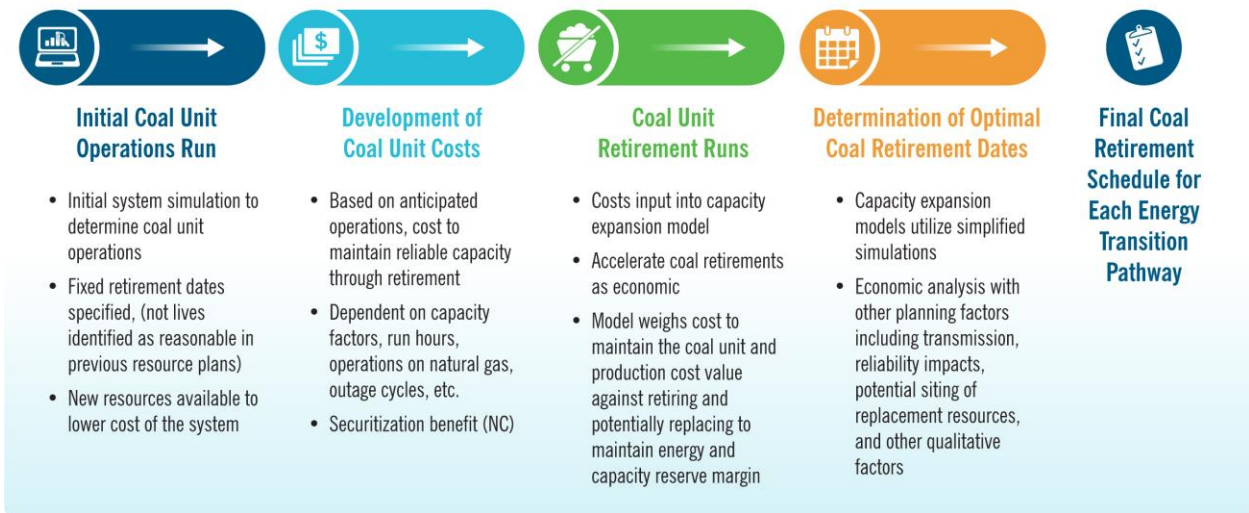 $
Initial Coal Unit
Operations Run
• Initial system simulation to
determine coal unit
operations
• Fixed retirement dates
specified, (not lives
identified as reasonable in
previous resource plans)
• New resources available to
lower cost of the system
Development of
Coal Unit Costs
• Based on anticipated
operations, cost to
maintain reliable capacity
through retirement
• Dependent on capacity
factors, run hours,
operations on natural gas,
outage cycles, etc.
• Securitization benefit (NC)
Coal Unit
Retirement Runs
• Costs input into capacity
expansion model
• Accelerate coal retirements
as economic
• Model weighs cost to
maintain the coal unit and
production cost value
against retiring and
potentially replacing to
maintain energy and
capacity reserve margin
Determination of Optimal
Coal Retirement Dates
• Capacity expansion
models utilize simplified
simulations
• Economic analysis with
other planning factors
including transmission,
reliability impacts,
potential siting of
replacement resources,
and other qualitative
factors
Final Coal
Retirement
Schedule for
Each Energy
Transition
Pathway